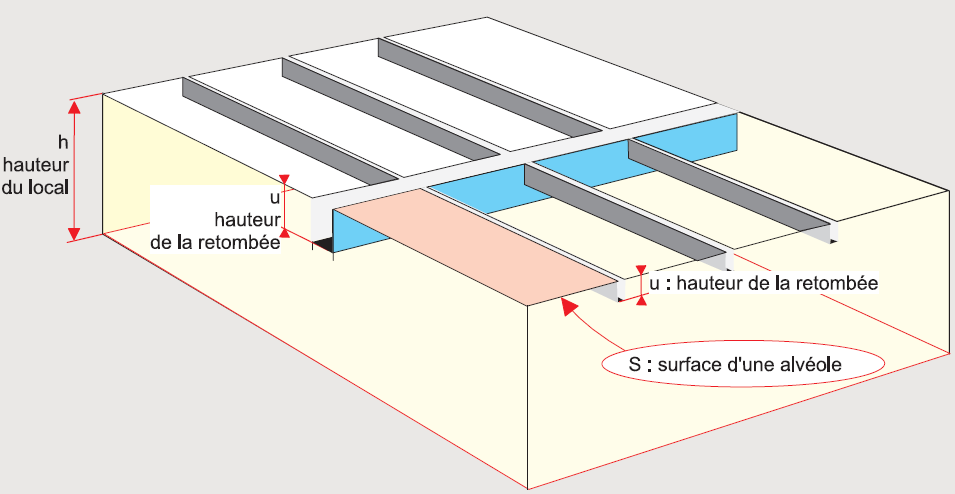 h
hauteur
du local
u
hauteur
de la retombée
u : hauteur de la retombée
S : surface d'une alvéole